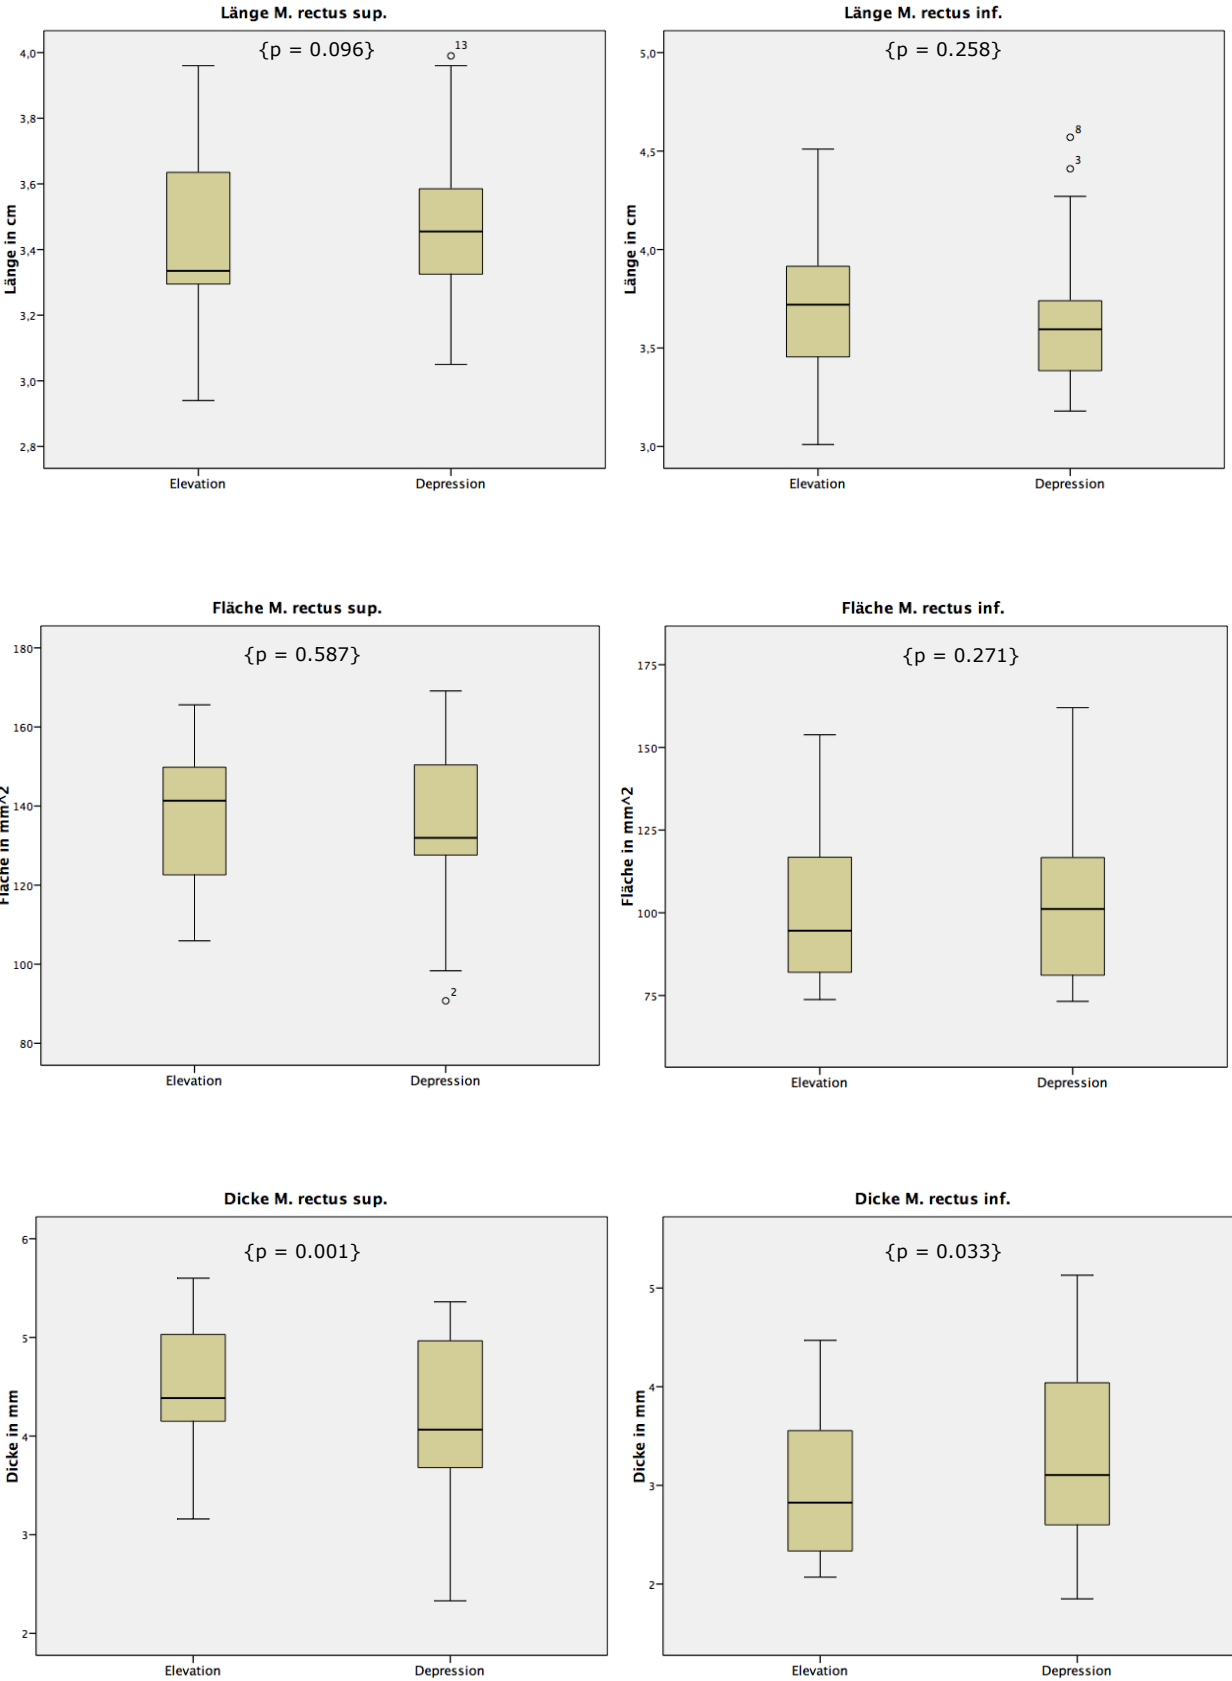 Länge M. rectus sup.
{p = 0.096}
4,0
3,8
3,6
3,4
3,2
3,0
2,8
Länge in cm
13
Elevation
Depression
Länge M. rectus inf.
{p = 0.258}
5,0
4,5
4,0
3,5
3,0
Länge in cm
8
3
Elevation
Depression
Fläche M. rectus sup.
{p = 0.587}
180
160
140
120
100
80
Fläche in mm^2
2
Elevation
Depression
Fläche M. rectus inf.
{p = 0.271}
175
150
125
100
75
Fläche in mm^2
Elevation
Depression
Dicke M. rectus sup.
{p = 0.001}
6
5
4
3
2
Dicke in mm
Elevation
Depression
Dicke M. rectus inf.
{p = 0.033}
5
4
3
2
Dicke in mm
Elevation
Depression